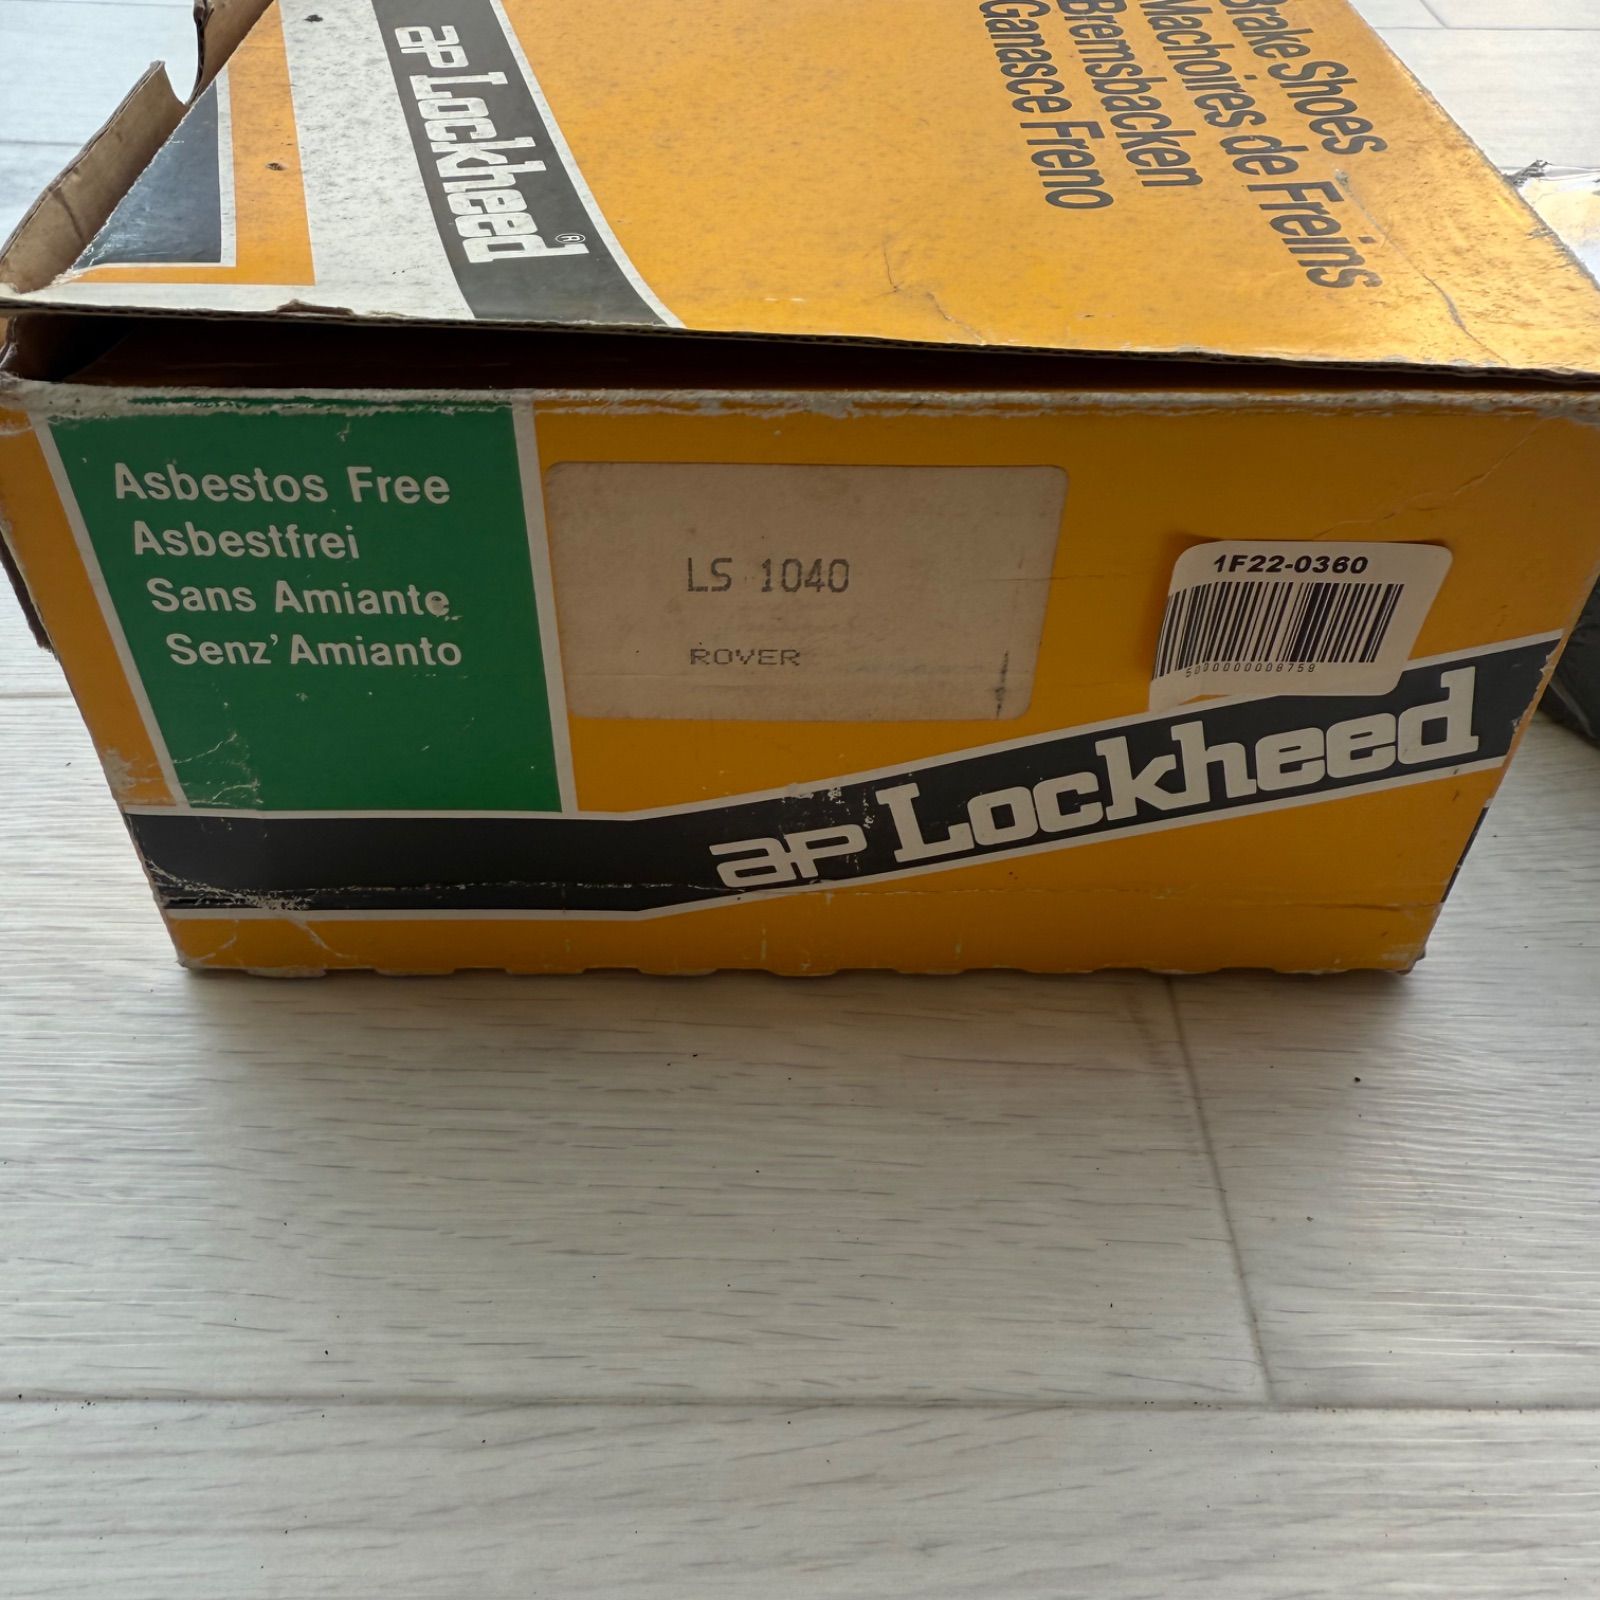 Brake Shoes
Machoires de Freins
Bremsbacken
Ganasce Freno
ap Lockheed®
Asbestos Free
Asbestfrei
Sans Amiante
Senz' Amianto
LS 1040
ROVER
1F22-0360
5000000008759
ap Lockheed